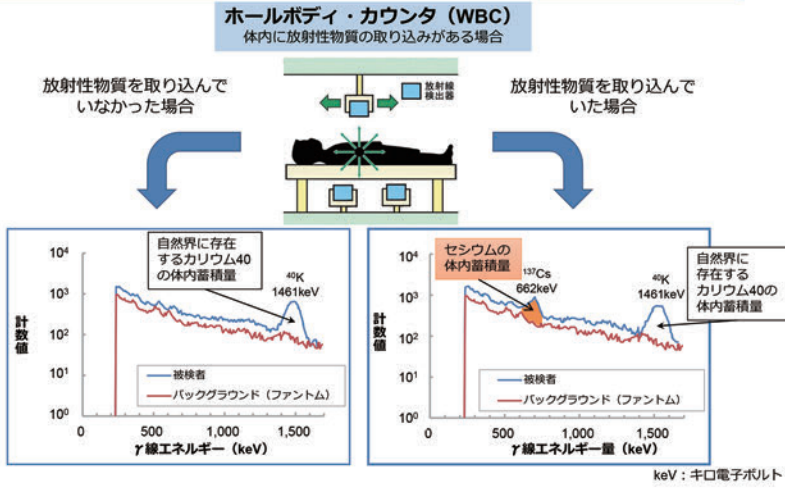 ホールボディ・カウンタ(WBC)
体内に放射性物質の取り込みがある場合
放射性物質を取り込んで
いなかった場合
放射線
検出器
放射性物質を取り込んで
いた場合
自然界に存在
するカリウム40
の体内蓄積量
⁴⁰K
1461keV
10⁴
10³
10²
10¹
10⁰
計数値
被検者
バックグラウンド(ファントム)
0
500
1,000
1,500
γ線エネルギー(keV)
セシウムの
体内蓄積量
¹³⁷Cs
662keV
⁴⁰K
1461keV
自然界に
存在する
カリウム40の
体内蓄積量
10⁴
10³
10²
10¹
10⁰
計数値
被検者
バックグラウンド(ファントム)
0
500
1,000
1,500
γ線エネルギー量(keV)
keV:キロ電子ボルト